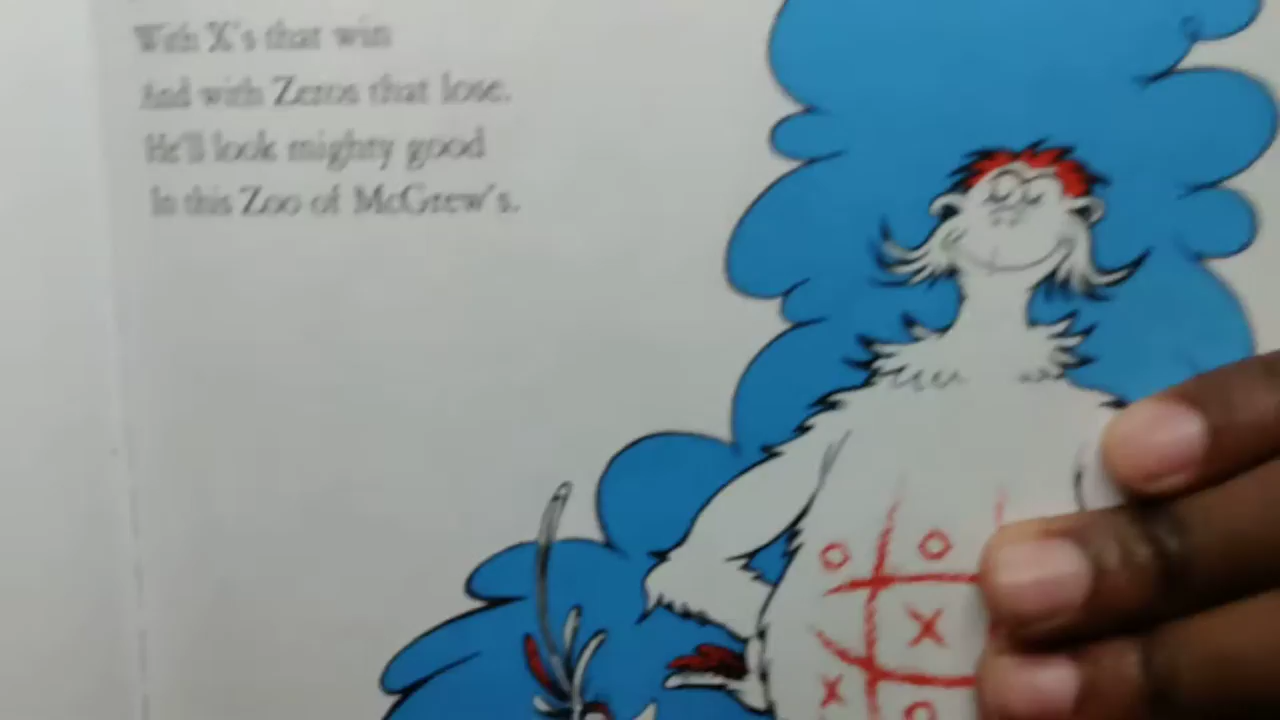 With X's that win
And with Zeros that lose.
He'll look mighty good
In this Zoo of McGrew's.
O O
X
X O